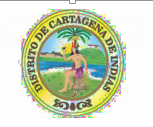 DISTRITO DE CARTAGENA DE INDIAS